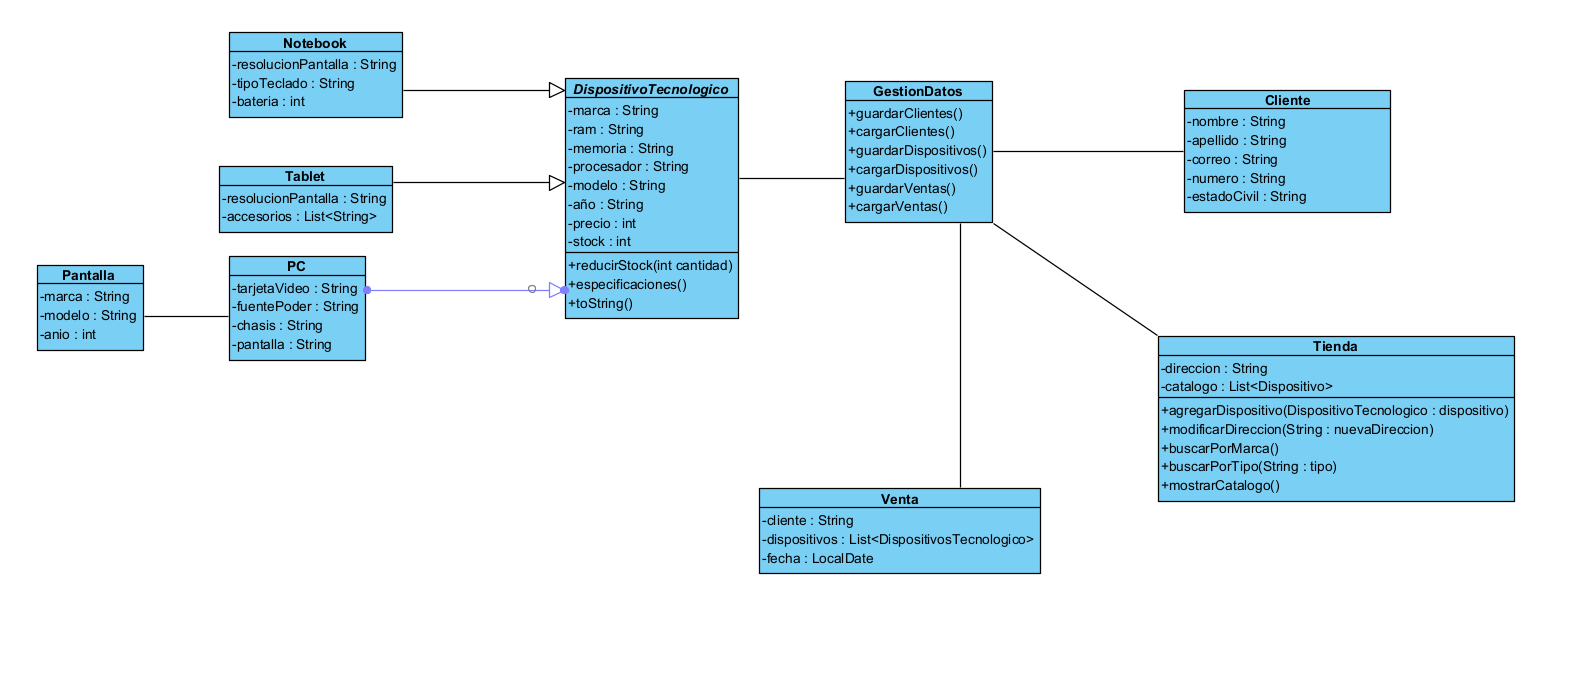 Notebook
-resolucionPantalla : String
-tipoTeclado : String
-bateria : int
Tablet
-resolucionPantalla : String
-accesorios : List<String>
Pantalla
-marca : String
-modelo : String
-anio : int
PC
-tarjetaVideo : String
-fuentePoder : String
-chasis : String
-pantalla : String
DispositivoTecnologico
-marca : String
-ram : String
-memoria : String
-procesador : String
-modelo : String
-año : String
-precio : int
-stock : int
+reducirStock(int cantidad)
+especificaciones()
+toString()
GestionDatos
+guardarClientes()
+cargarClientes()
+guardarDispositivos()
+cargarDispositivos()
+guardarVentas()
+cargarVentas()
Cliente
-nombre : String
-apellido : String
-correo : String
-numero : String
-estadoCivil : String
Tienda
-direccion : String
-catalogo : List<Dispositivo>
+agregarDispositivo(DispositivoTecnologico : dispositivo)
+modificarDireccion(String : nuevaDireccion)
+buscarPorMarca()
+buscarPorTipo(String : tipo)
+mostrarCatalogo()
Venta
-cliente : String
-dispositivos : List<DispositivosTecnologico>
-fecha : LocalDate